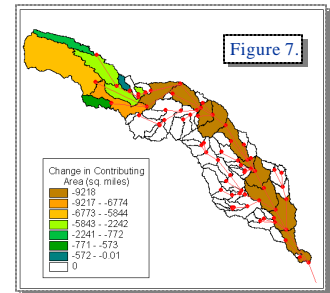 Figure 7.
Change in Contributing
Area (sq. miles)
-9218
-9217 - -6774
-6773 - -5844
-5843 - -2242
-2241 - -772
-771 - -573
-572 - -0.01
0